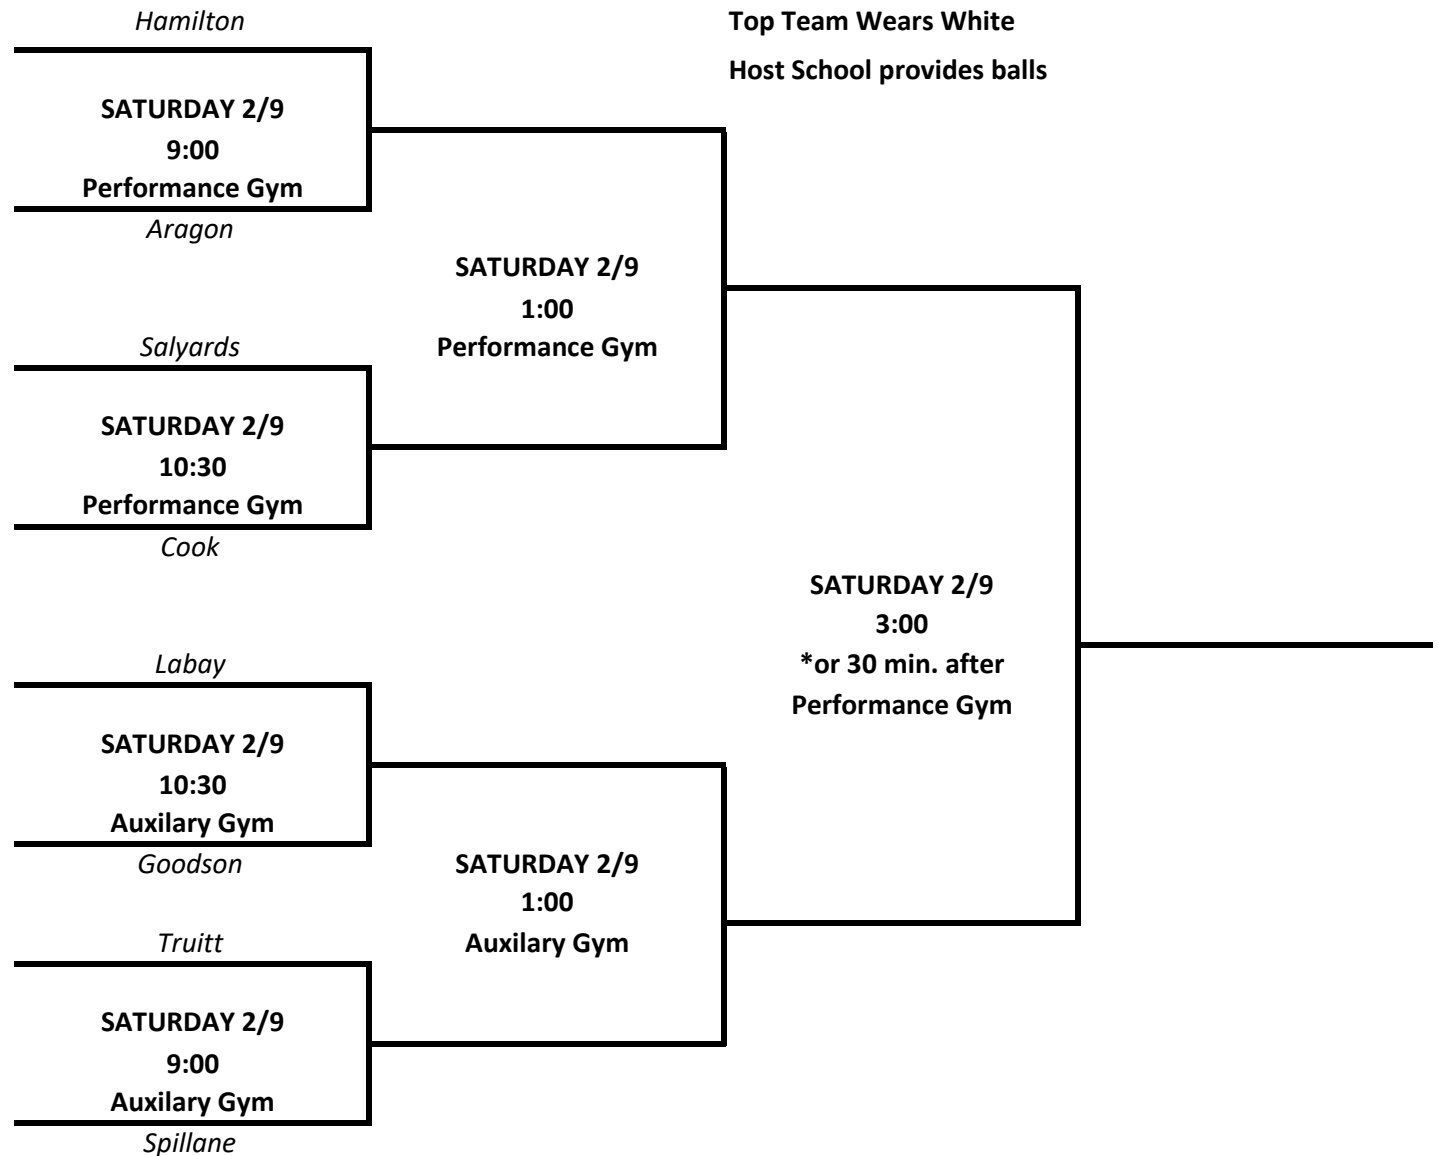 Hamilton
Top Team Wears White
Host School provides balls
SATURDAY 2/9
9:00
Performance Gym
Aragon
SATURDAY 2/9
1:00
Performance Gym
Salyards
SATURDAY 2/9
10:30
Performance Gym
Cook
SATURDAY 2/9
3:00
*or 30 min. after
Performance Gym
Labay
SATURDAY 2/9
10:30
Auxilary Gym
Goodson
SATURDAY 2/9
1:00
Auxilary Gym
Truitt
SATURDAY 2/9
9:00
Auxilary Gym
Spillane